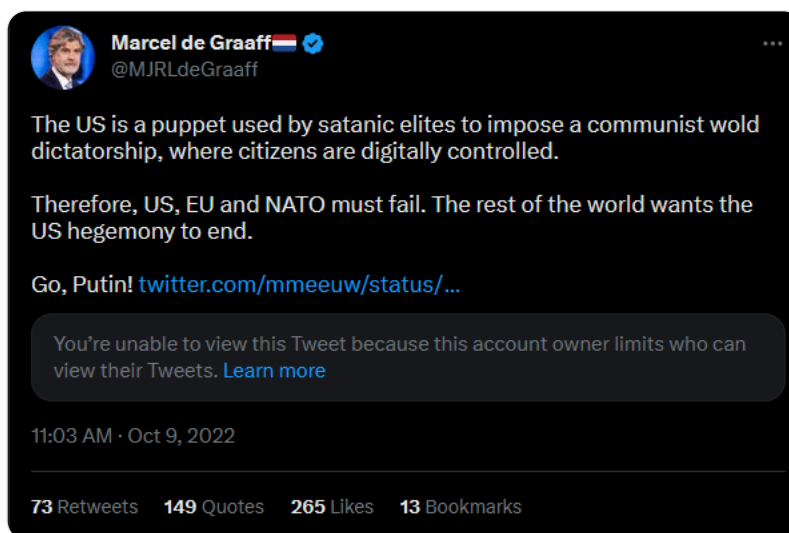 Marcel de Graaff🇳🇱
@MJRLdeGraaff
The US is a puppet used by satanic elites to impose a communist wold
dictatorship, where citizens are digitally controlled.
Therefore, US, EU and NATO must fail. The rest of the world wants the
US hegemony to end.
Go, Putin! twitter.com/mmeeuw/status/...
You're unable to view this Tweet because this account owner limits who can
view their Tweets. Learn more
11:03 AM · Oct 9, 2022
73 Retweets 149 Quotes 265 Likes 13 Bookmarks